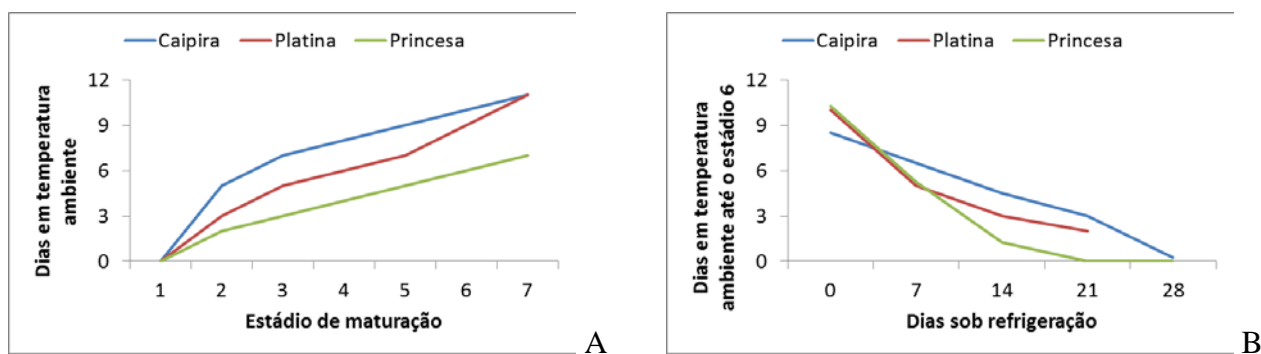 Caipira Platina Princesa
12
9
6
3
0
Dias em temperatura
ambiente
1 2 3 4 5 6 7
Estádio de maturação
A
Caipira Platina Princesa
12
9
6
3
0
Dias em temperatura
ambiente até o estádio 6
0 7 14 21 28
Dias sob refrigeração
B